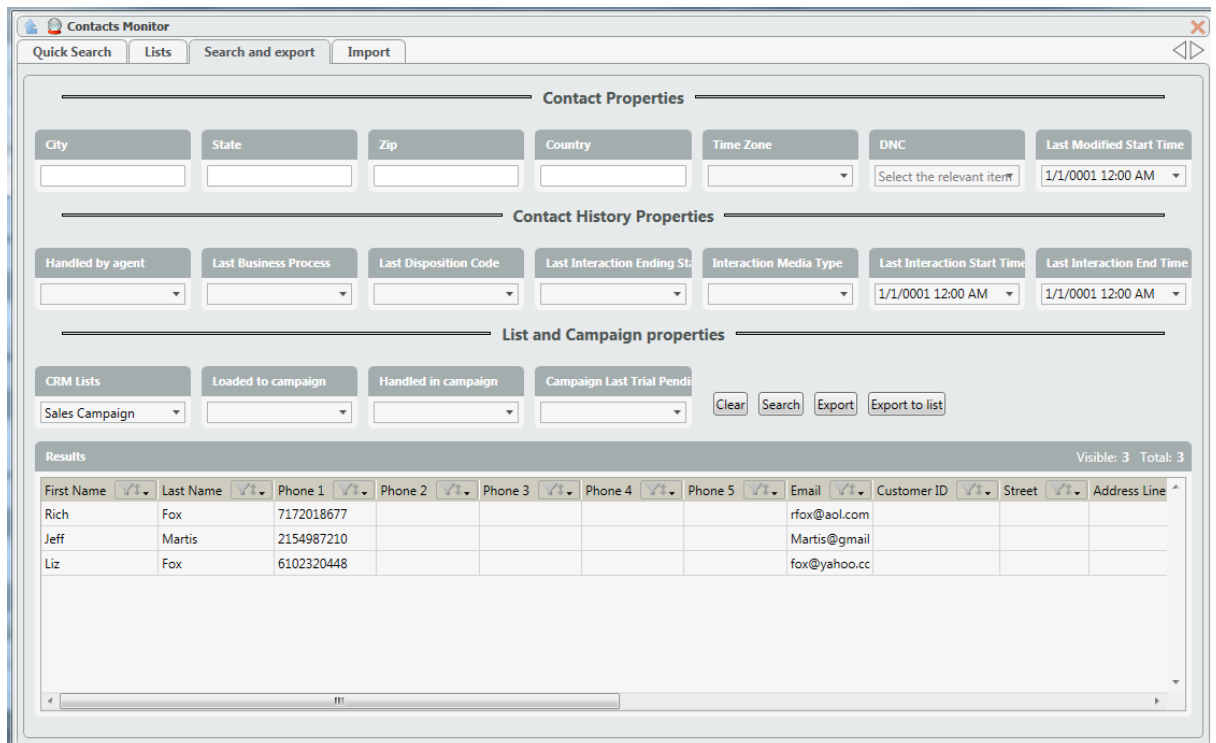 Contacts Monitor
Quick Search Lists Search and export Import
Contact Properties
City State Zip Country Time Zone DNC Last Modified Start Time
Select the relevant item 1/1/0001 12:00 AM
Contact History Properties
Handled by agent Last Business Process Last Disposition Code Last Interaction Ending Sta Interaction Media Type Last Interaction Start Time Last Interaction End Time
1/1/0001 12:00 AM 1/1/0001 12:00 AM
List and Campaign properties
CRM Lists Loaded to campaign Handled in campaign Campaign Last Trial Pendi
Sales Campaign Clear Search Export Export to list
Results Visible: 3 Total: 3
First Name Last Name Phone 1 Phone 2 Phone 3 Phone 4 Phone 5 Email Customer ID Street Address Line
Rich Fox 7172018677 rfox@aol.com
Jeff Martis 2154987210 Martis@gmail
Liz Fox 6102320448 fox@yahoo.cc